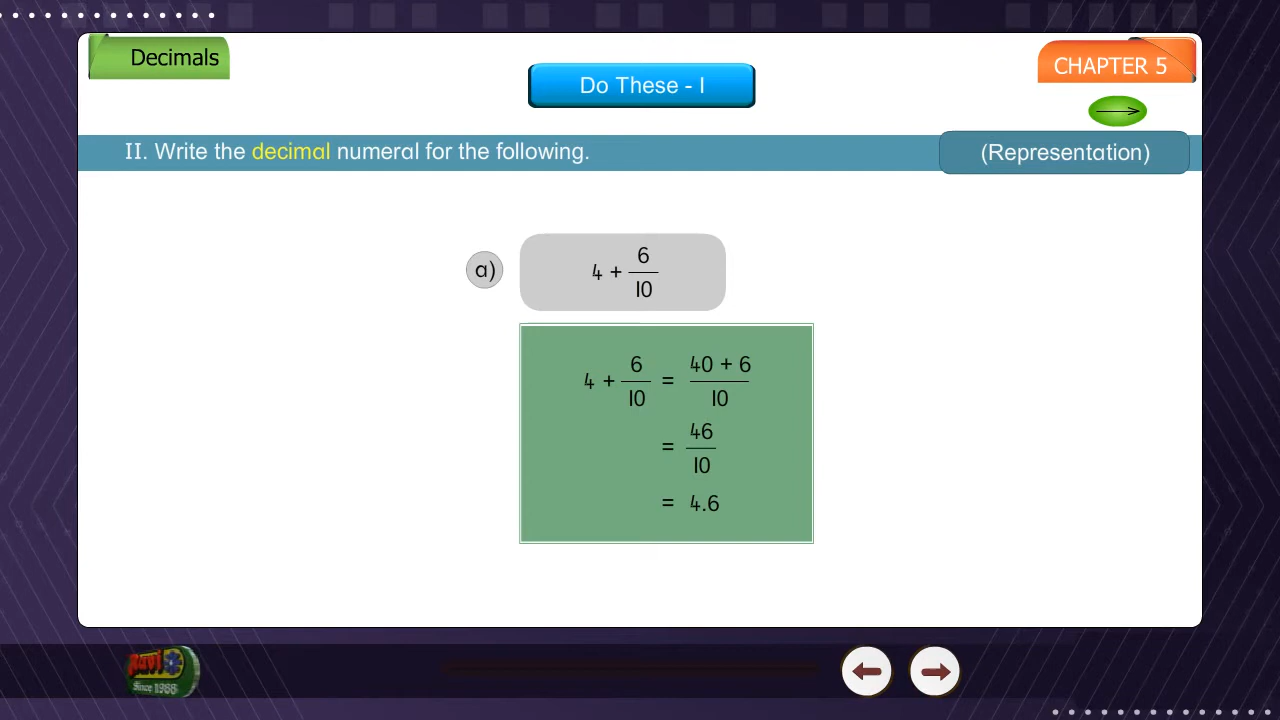 Decimals
CHAPTER 5
Do These - I
II. Write the decimal numeral for the following.
(Representation)
a) 4 + 6/10
4 + 6/10 = (40 + 6)/10
= 46/10
= 4.6
Ravi
Since 1988